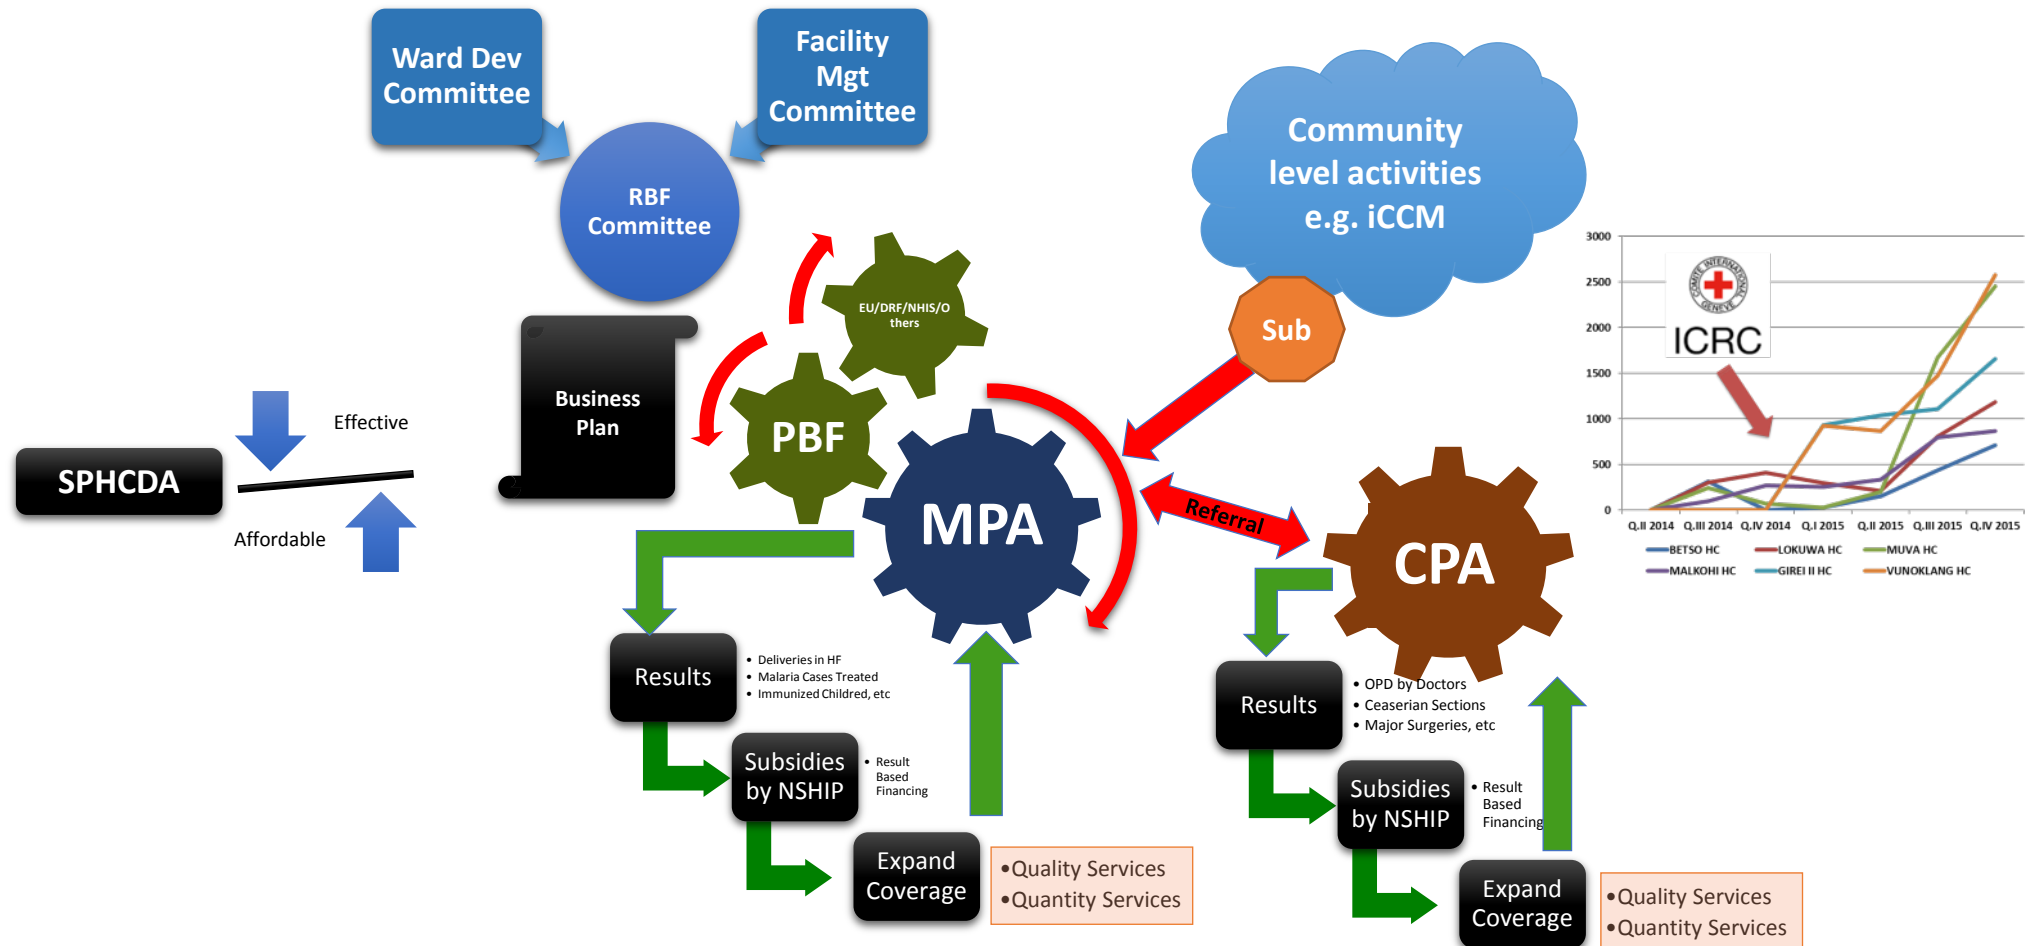 Ward Dev
Committee
Facility
Mgt
Committee
RBF
Committee
Community
level activities
e.g. iCCM
Sub
EU/DRF/NHIS/O
thers
Business
Plan
PBF
MPA
Referral
CPA
SPHCDA
Effective
Affordable
Results
• Deliveries in HF
• Malaria Cases Treated
• Immunized Childred, etc
Subsidies
by NSHIP
• Result
Based
Financing
Expand
Coverage
•Quality Services
•Quantity Services
Results
• OPD by Doctors
• Ceaserian Sections
• Major Surgeries, etc
Subsidies
by NSHIP
• Result
Based
Financing
Expand
Coverage
•Quality Services
•Quantity Services
3000
2500
2000
1500
1000
500
0
COMITE INTERNATIONAL
GENEVE
ICRC
Q.II 2014 Q.III 2014 Q.IV 2014 Q.I 2015 Q.II 2015 Q.III 2015 Q.IV 2015
BETSO HC LOKUWA HC MUVA HC
MALKOHI HC GIREI II HC VUNOKLANG HC